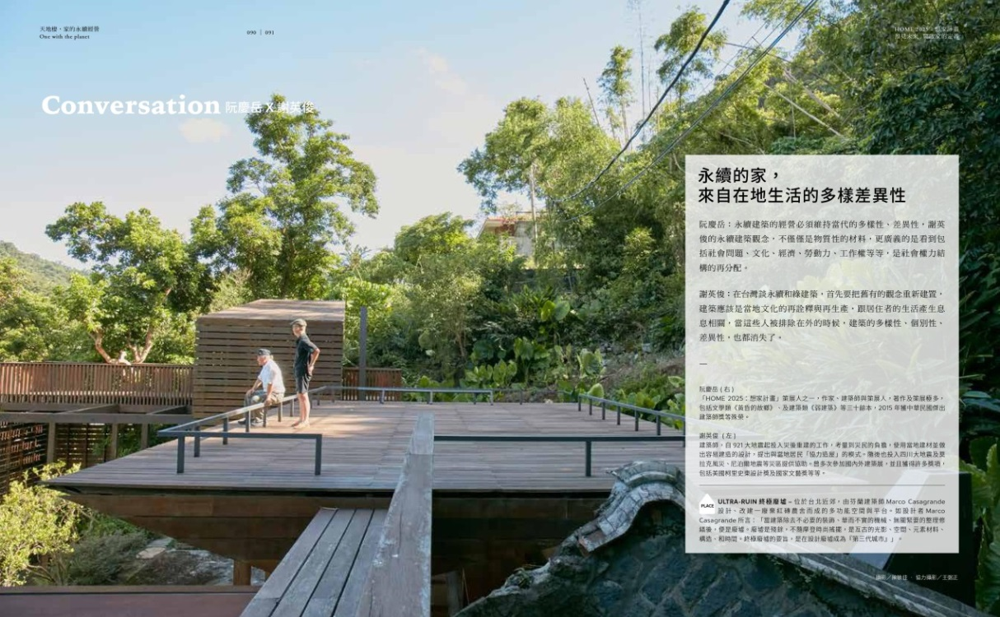 天地棲，家的永續經營
One with the planet
090 | 091
HOME 2025：想家計畫
Conversation 阮慶岳 X 謝英俊
永續的家，
來自在地生活的多樣差異性
阮慶岳：永續建築的經營必須維持當代的多樣性、差異性，謝英
俊的永續建築觀念，不僅僅是物質性的材料，更廣義的是看到包
括社會問題、文化、經濟、勞動力、工作權等等，是社會權力結
構的再分配。
謝英俊：在台灣談永續和綠建築，首先要把舊有的觀念重新建置，
建築應該是當地文化的再詮釋與再生產，跟居住者的生活產生息
息相關，當這些人被排除在外的時候，建築的多樣性、個別性、
差異性，也都消失了。
—
阮慶岳 ( 右 )
「HOME 2025：想家計畫」策展人之一，作家、建築師與策展人，著作及策展極多，
包括文學類《黃昏的故鄉》、及建築類《弱建築》等三十餘本，2015 年獲中華民國傑出
建築師獎等殊榮。
謝英俊 ( 左 )
建築師。自 921 大地震起投入災後重建的工作，考量到災民的負擔，使用當地建材並做
出容易建造的設計，提出與當地居民「協力造屋」的模式。隨後也投入四川大地震及莫
拉克風災、尼泊爾地震等災區提供協助。曾多次參加國內外建築展，並且獲得許多獎項，
包括美國柯里史東設計獎及國家文藝獎等等。
PLACE
ULTRA-RUIN 終極廢墟 – 位於台北近郊，由芬蘭建築師 Marco Casagrande
設計、改建一廢棄紅磚農舍而成的多功能空間與平台。如設計者 Marco
Casagrande 所言：「當建築除去不必要的裝飾、華而不實的機械、無關緊要的整理修
繕後，便是廢墟。廢墟是殘餘，不隨摩登時尚搖擺，是亙古的光影、空間、元素材料、
構造、和時間。終極廢墟的要旨，是在設計廢墟成為『第三代城市』」。